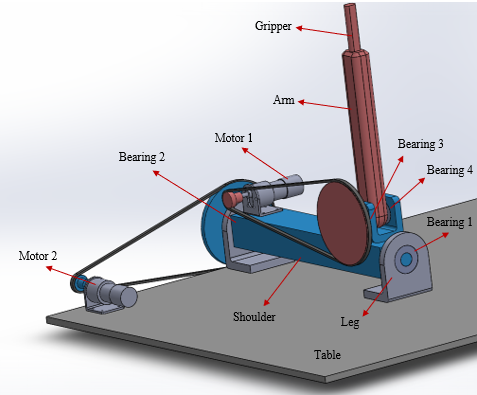 Gripper
Arm
Motor 1
Bearing 3
Bearing 2
Bearing 4
Bearing 1
Motor 2
Shoulder
Leg
Table